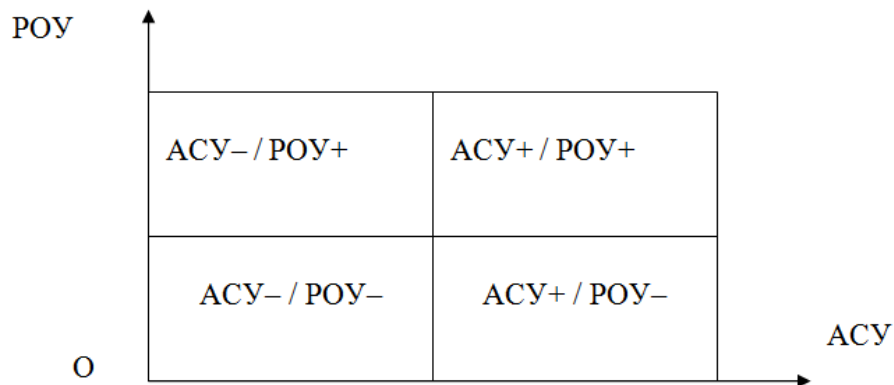 РОУ
АСУ– / РОУ+
АСУ+ / РОУ+
АСУ– / РОУ–
АСУ+ / РОУ–
АСУ
О